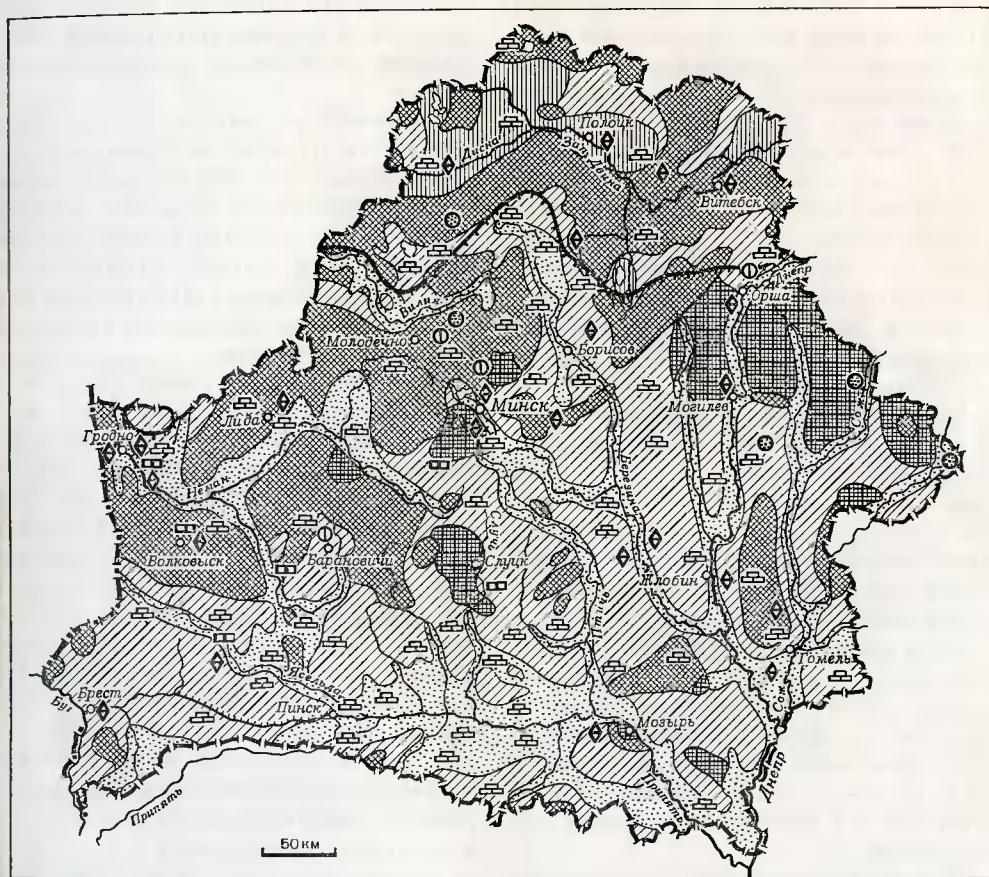 Полоцк
Диска
Зап. Двина
Витебск
Днепр
Орша
Вилия
Молодечно
Борисов
Минск
Лида
Могилев
Сож
Гродно
Неман
Березина
Волковыск
Барановичи
Случь
Слуцк
Жлобин
Птичь
Гомель
Ясельда
Брест
Буг
Пинск
Мозырь
Сож
Днепр
Припять
Припять
50 км